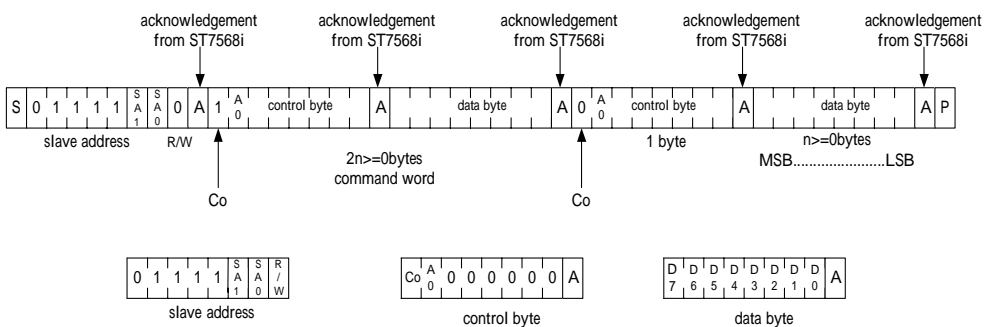 acknowledgement from ST7568i
acknowledgement from ST7568i
acknowledgement from ST7568i
acknowledgement from ST7568i
acknowledgement from ST7568i
S 0 1 1 1 1 SA1 SA0 0 A 1 A0 control byte A data byte A 0 A0 control byte A data byte A P
slave address R/W 2n>=0bytes command word 1 byte n>=0bytes
MSB.......................LSB
Co Co
0 1 1 1 1 SA1 SA0 R/W
slave address
Co A0 0 0 0 0 0 0 A
control byte
D7 D6 D5 D4 D3 D2 D1 D0 A
data byte